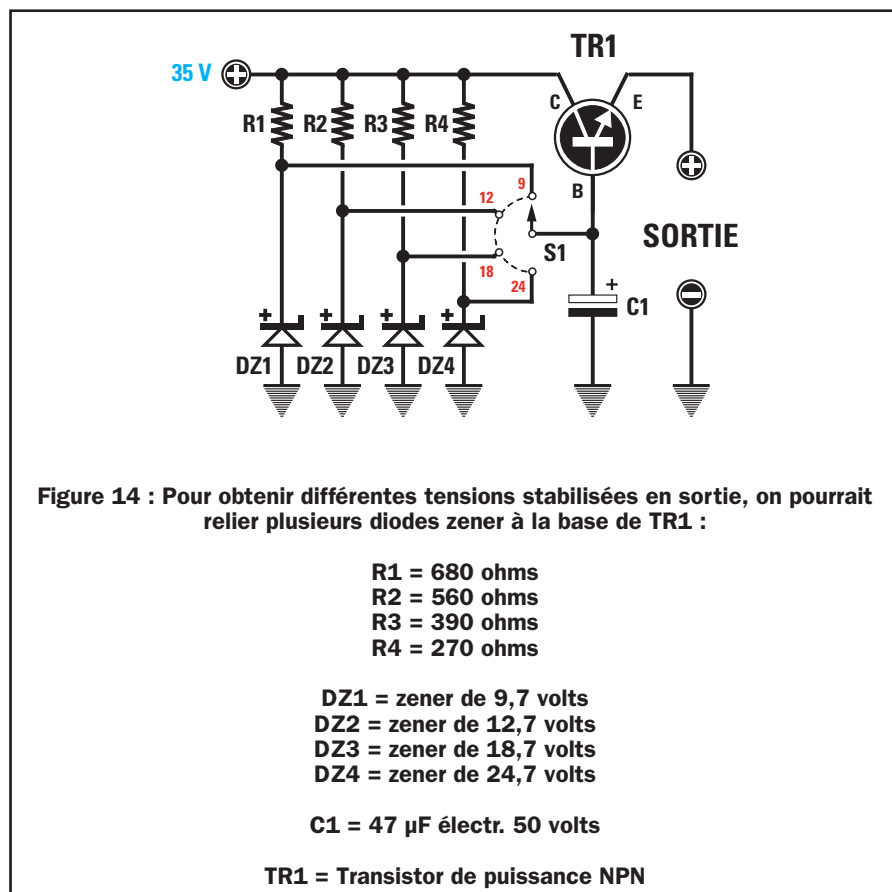 TR1
35 V
C
E
R1
R2
R3
R4
B
9
12
S1
18
24
SORTIE
+
C1
+
+
+
+
DZ1
DZ2
DZ3
DZ4
Figure 14 : Pour obtenir différentes tensions stabilisées en sortie, on pourrait
relier plusieurs diodes zener à la base de TR1 :
R1 = 680 ohms
R2 = 560 ohms
R3 = 390 ohms
R4 = 270 ohms
DZ1 = zener de 9,7 volts
DZ2 = zener de 12,7 volts
DZ3 = zener de 18,7 volts
DZ4 = zener de 24,7 volts
C1 = 47 µF électr. 50 volts
TR1 = Transistor de puissance NPN